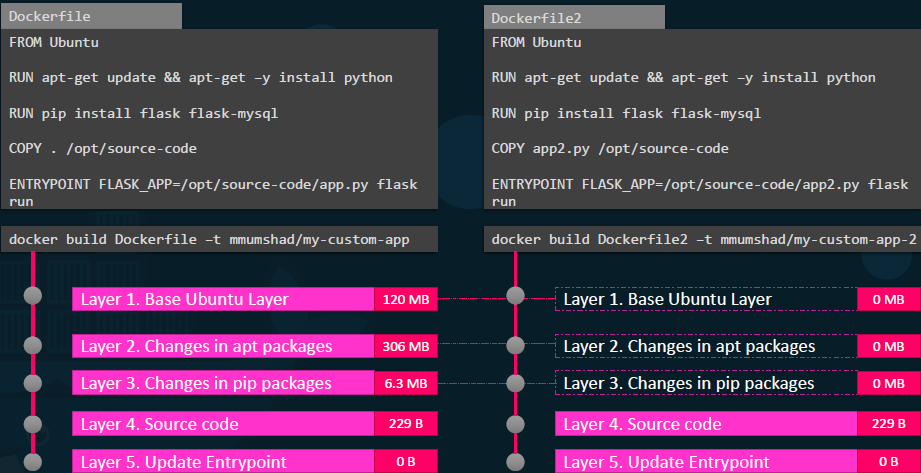 Dockerfile
FROM Ubuntu
RUN apt-get update && apt-get –y install python
RUN pip install flask flask-mysql
COPY . /opt/source-code
ENTRYPOINT FLASK_APP=/opt/source-code/app.py flask
run
docker build Dockerfile –t mmumshad/my-custom-app
Layer 1. Base Ubuntu Layer 120 MB
Layer 2. Changes in apt packages 306 MB
Layer 3. Changes in pip packages 6.3 MB
Layer 4. Source code 229 B
Layer 5. Update Entrypoint 0 B
Dockerfile2
FROM Ubuntu
RUN apt-get update && apt-get –y install python
RUN pip install flask flask-mysql
COPY app2.py /opt/source-code
ENTRYPOINT FLASK_APP=/opt/source-code/app2.py flask
run
docker build Dockerfile2 –t mmumshad/my-custom-app-2
Layer 1. Base Ubuntu Layer 0 MB
Layer 2. Changes in apt packages 0 MB
Layer 3. Changes in pip packages 0 MB
Layer 4. Source code 229 B
Layer 5. Update Entrypoint 0 B